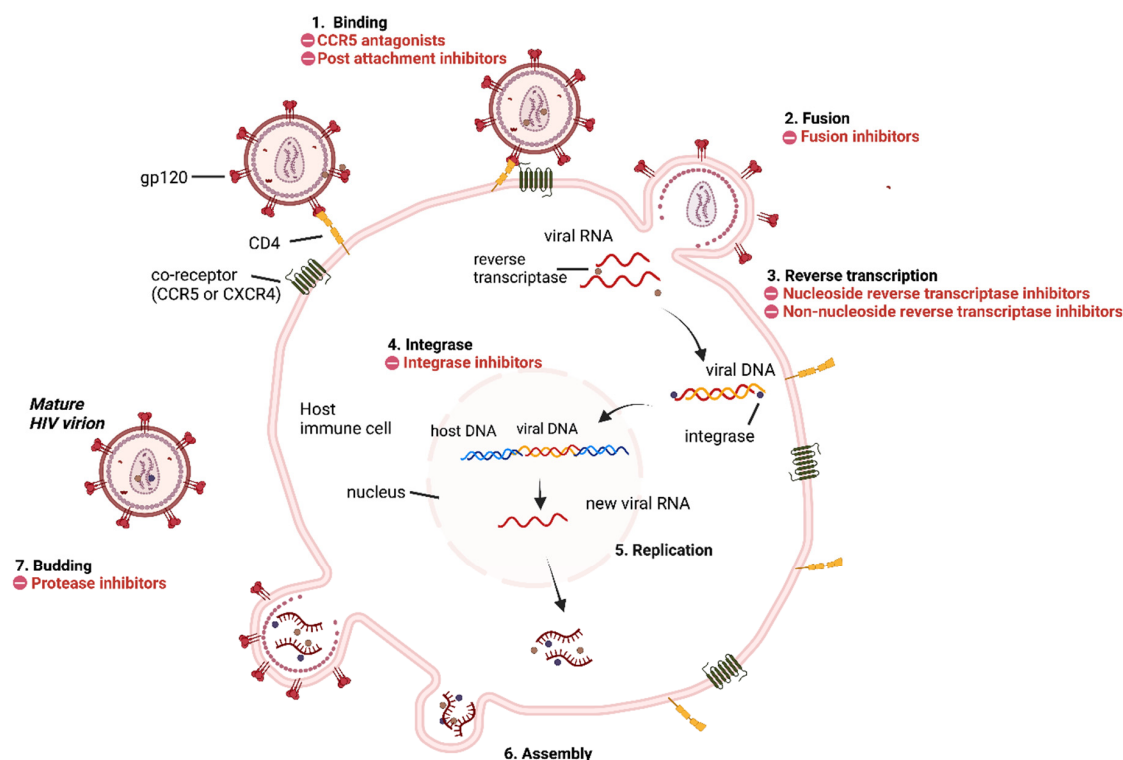 1. Binding
CCR5 antagonists
Post attachment inhibitors
2. Fusion
Fusion inhibitors
gp120
CD4
co-receptor
(CCR5 or CXCR4)
viral RNA
reverse
transcriptase
3. Reverse transcription
Nucleoside reverse transcriptase inhibitors
Non-nucleoside reverse transcriptase inhibitors
4. Integrase
Integrase inhibitors
viral DNA
integrase
Mature
HIV virion
Host
immune cell
host DNA
viral DNA
nucleus
new viral RNA
5. Replication
7. Budding
Protease inhibitors
6. Assembly